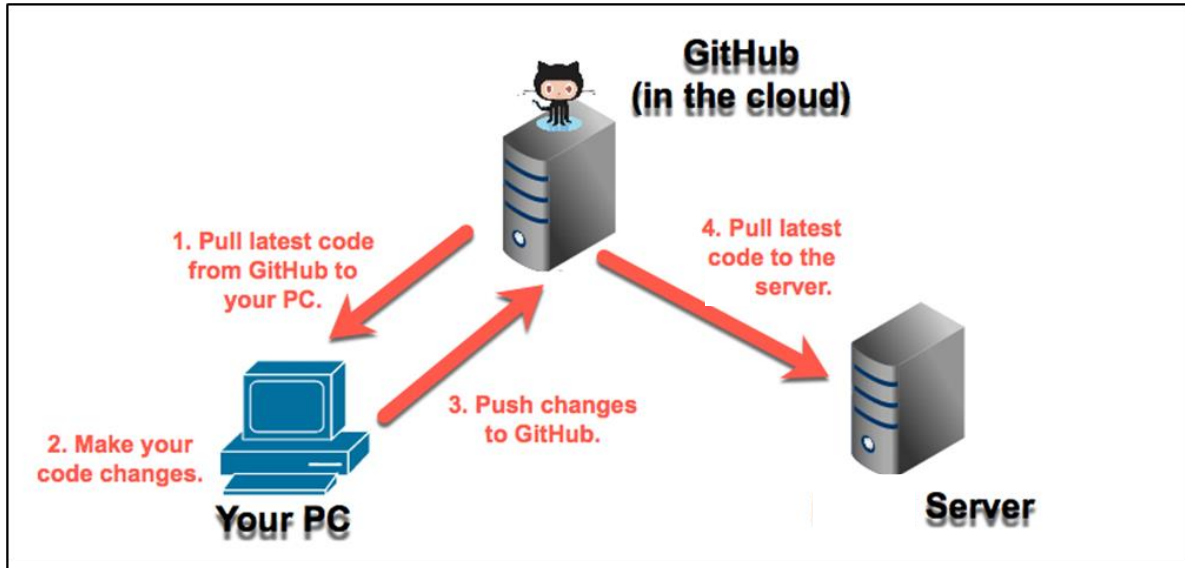 GitHub
(in the cloud)
1. Pull latest code
from GitHub to
your PC.
4. Pull latest
code to the
server.
2. Make your
code changes.
3. Push changes
to GitHub.
Your PC
Server